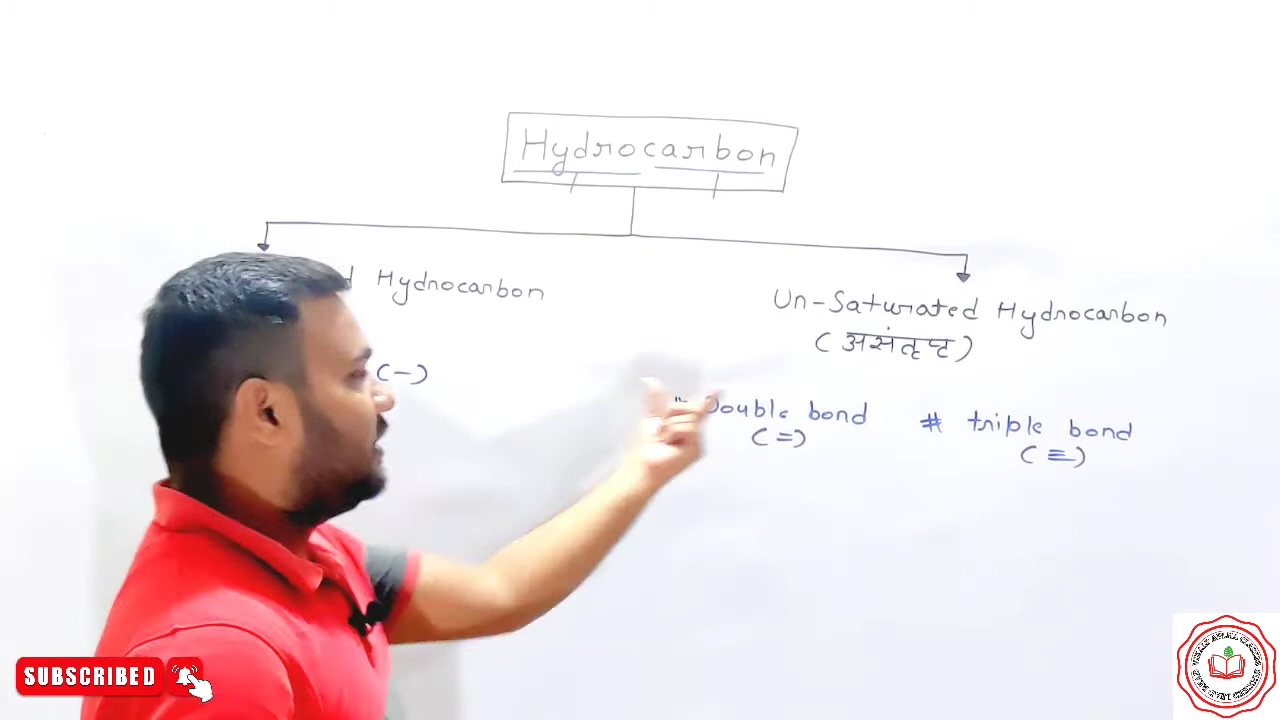 Hydrocarbon
Hydrocarbon
(-)
Un-Saturated Hydrocarbon
(असंतृप्त)
Double bond
(=)
# triple bond
(≡)
SUBSCRIBED